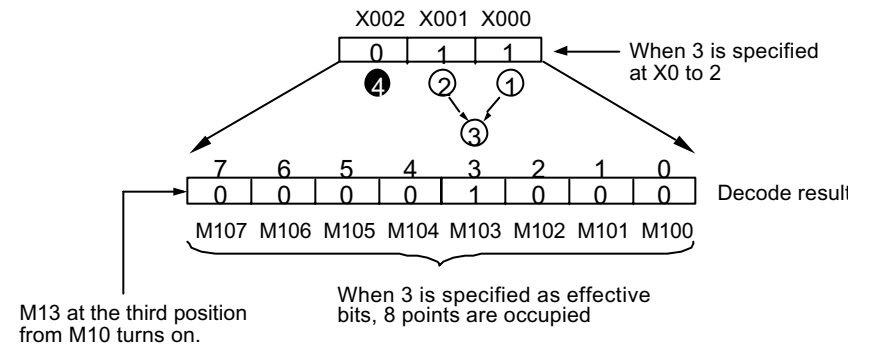 X002 X001 X000
0 1 1
When 3 is specified
at X0 to 2
4 2 1
3
7 6 5 4 3 2 1 0
0 0 0 0 1 0 0 0
Decode result
M107 M106 M105 M104 M103 M102 M101 M100
When 3 is specified as effective
bits, 8 points are occupied
M13 at the third position
from M10 turns on.